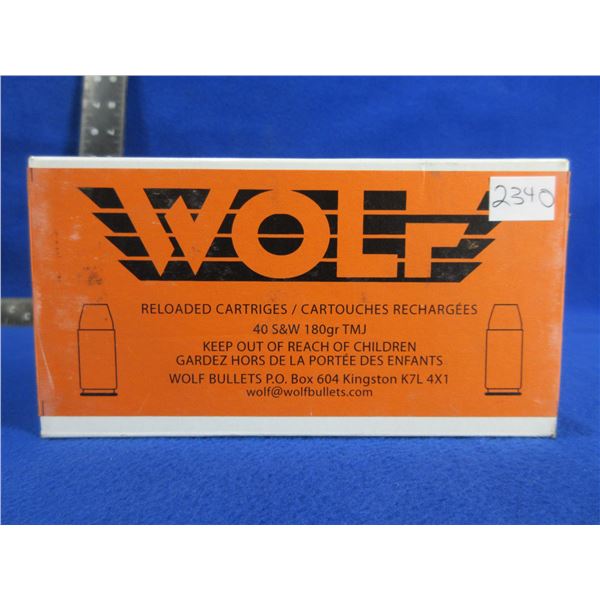 WOLF
2340
RELOADED CARTRIGES / CARTOUCHES RECHARGÉES
40 S&W 180gr TMJ
KEEP OUT OF REACH OF CHILDREN
GARDEZ HORS DE LA PORTÉE DES ENFANTS
WOLF BULLETS P.O. Box 604 Kingston K7L 4X1
wolf@wolfbullets.com